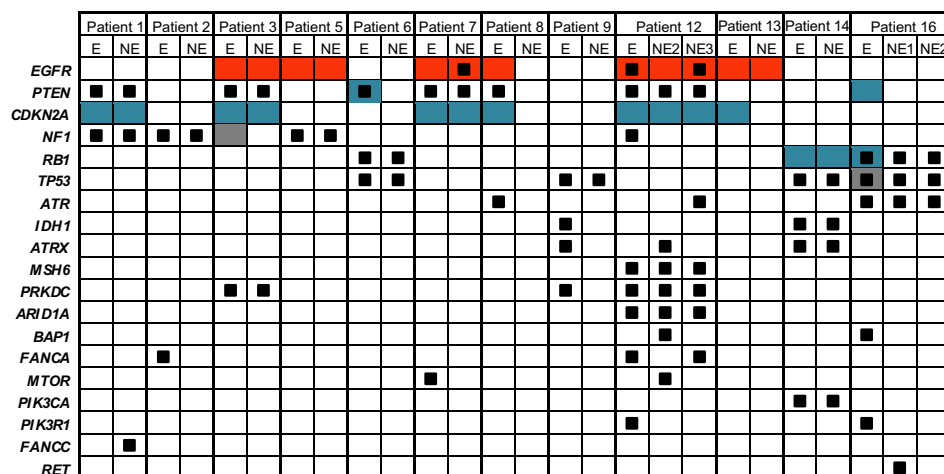 Patient 1 Patient 2 Patient 3 Patient 5 Patient 6 Patient 7 Patient 8 Patient 9 Patient 12 Patient 13 Patient 14 Patient 16
E NE E NE E NE E NE E NE E NE E NE E NE E NE2 NE3 E NE E NE E NE1 NE2
EGFR
PTEN
CDKN2A
NF1
RB1
TP53
ATR
IDH1
ATRX
MSH6
PRKDC
ARID1A
BAP1
FANCA
MTOR
PIK3CA
PIK3R1
FANCC
RET